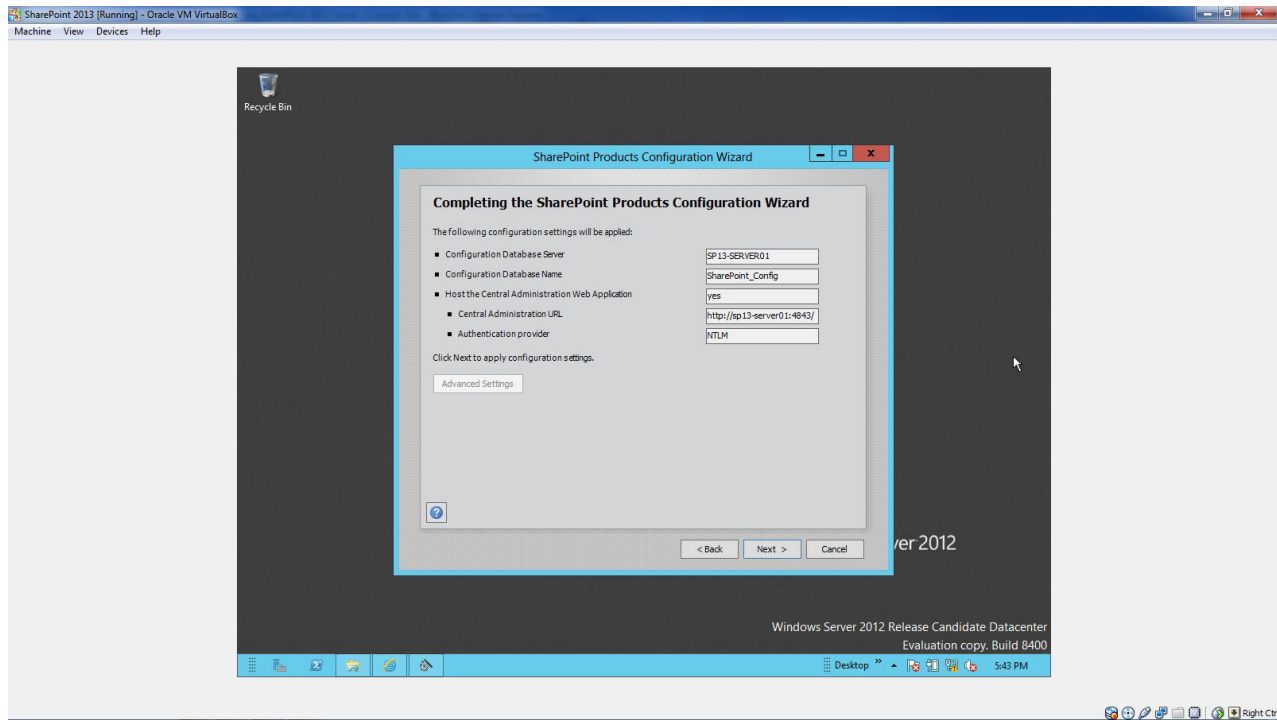 SharePoint 2013 [Running] - Oracle VM VirtualBox
Machine View Devices Help
Recycle Bin
SharePoint Products Configuration Wizard
Completing the SharePoint Products Configuration Wizard
The following configuration settings will be applied:
Configuration Database Server SP13-SERVER01
Configuration Database Name SharePoint_Config
Host the Central Administration Web Application yes
Central Administration URL http://sp13-server01:4843/
Authentication provider NTLM
Click Next to apply configuration settings.
Advanced Settings
< Back Next > Cancel
ver 2012
Windows Server 2012 Release Candidate Datacenter
Evaluation copy. Build 8400
Desktop 5:43 PM
Right Ctr